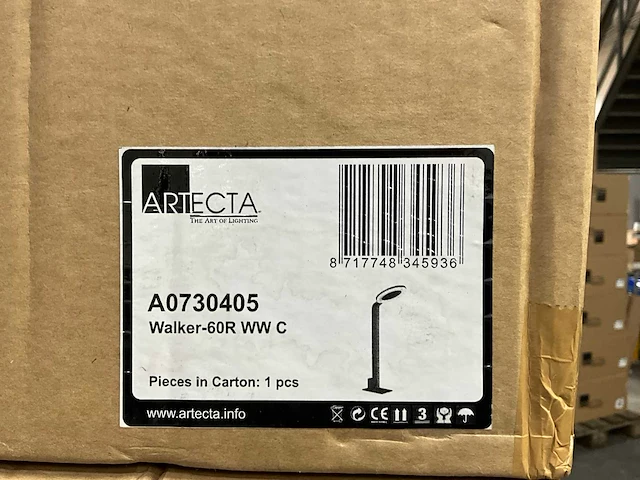 ARTECTA
THE ART OF LIGHTING
8 717748 345936
A0730405
Walker-60R WW C
Pieces in Carton: 1 pcs
www.artecta.info
CE
3